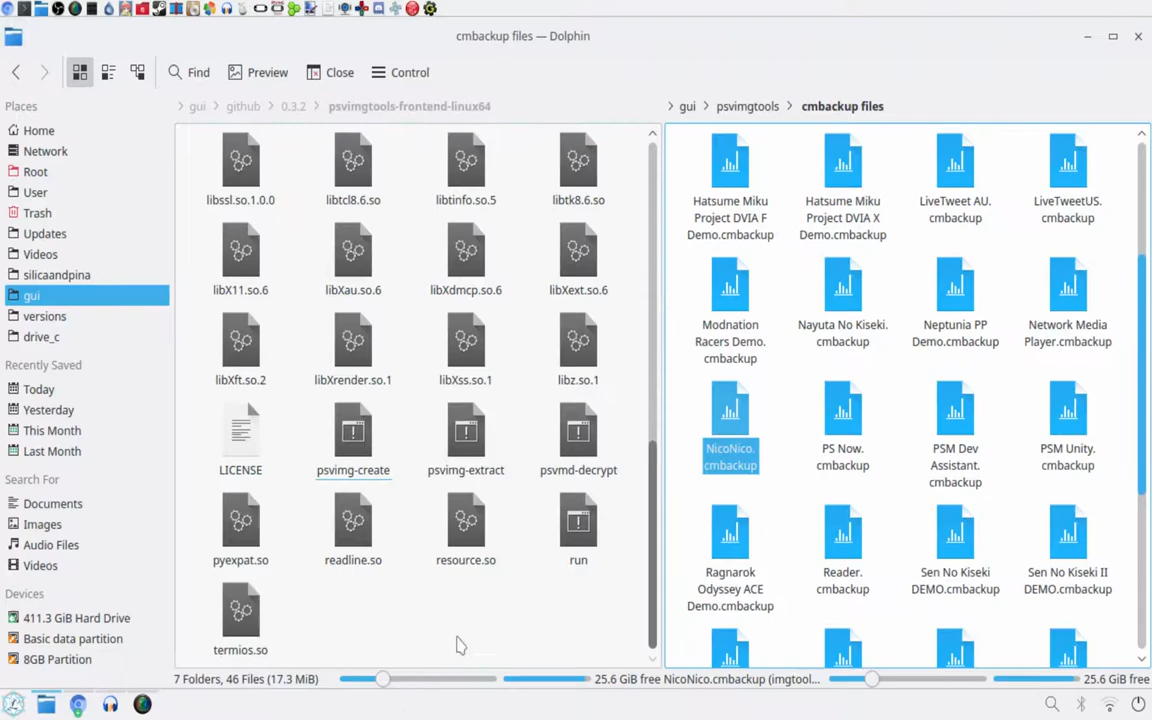 cmbackup files — Dolphin
Find
Preview
Close
Control
Places
Home
Network
Root
User
Trash
Updates
Videos
silicaandpina
gui
versions
drive_c
Recently Saved
Today
Yesterday
This Month
Last Month
Search For
Documents
Images
Audio Files
Videos
Devices
411.3 GiB Hard Drive
Basic data partition
8GB Partition
gui github 0.3.2 psvimgtools-frontend-linux64
libssl.so.1.0.0
libtcl8.6.so
libtinfo.so.5
libtk8.6.so
libX11.so.6
libXau.so.6
libXdmcp.so.6
libXext.so.6
libXft.so.2
libXrender.so.1
libXss.so.1
libz.so.1
LICENSE
psvimg-create
psvimg-extract
psvmd-decrypt
pyexpat.so
readline.so
resource.so
run
termios.so
7 Folders, 46 Files (17.3 MiB)
25.6 GiB free
gui psvimgtools cmbackup files
Hatsume Miku
Project DVIA F
Demo.cmbackup
Hatsume Miku
Project DVIA X
Demo.cmbackup
LiveTweet AU.
cmbackup
LiveTweetUS.
cmbackup
Modnation
Racers Demo.
cmbackup
Nayuta No Kiseki.
cmbackup
Neptunia PP
Demo.cmbackup
Network Media
Player.cmbackup
NicoNico.
cmbackup
PS Now.
cmbackup
PSM Dev
Assistant.
cmbackup
PSM Unity.
cmbackup
Ragnarok
Odyssey ACE
Demo.cmbackup
Reader.
cmbackup
Sen No Kiseki
DEMO.cmbackup
Sen No Kiseki II
DEMO.cmbackup
NicoNico.cmbackup (imgtool...
25.6 GiB free